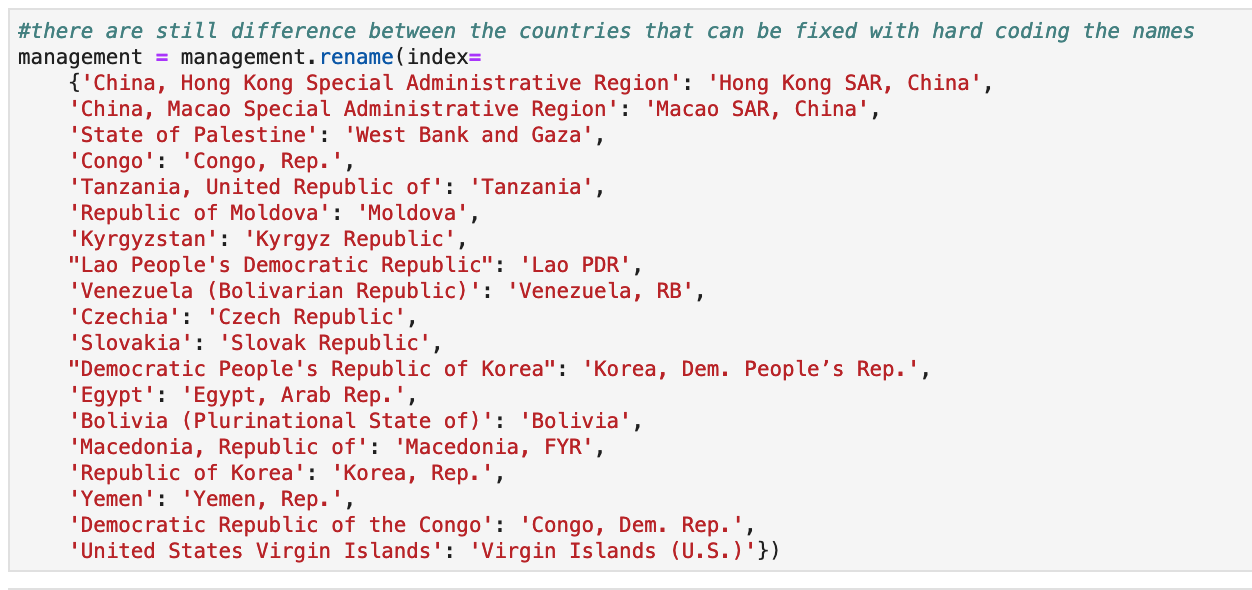 #there are still difference between the countries that can be fixed with hard coding the names
management = management.rename(index=
{'China, Hong Kong Special Administrative Region': 'Hong Kong SAR, China',
'China, Macao Special Administrative Region': 'Macao SAR, China',
'State of Palestine': 'West Bank and Gaza',
'Congo': 'Congo, Rep.',
'Tanzania, United Republic of': 'Tanzania',
'Republic of Moldova': 'Moldova',
'Kyrgyzstan': 'Kyrgyz Republic',
"Lao People's Democratic Republic": 'Lao PDR',
'Venezuela (Bolivarian Republic)': 'Venezuela, RB',
'Czechia': 'Czech Republic',
'Slovakia': 'Slovak Republic',
"Democratic People's Republic of Korea": 'Korea, Dem. People’s Rep.',
'Egypt': 'Egypt, Arab Rep.',
'Bolivia (Plurinational State of)': 'Bolivia',
'Macedonia, Republic of': 'Macedonia, FYR',
'Republic of Korea': 'Korea, Rep.',
'Yemen': 'Yemen, Rep.',
'Democratic Republic of the Congo': 'Congo, Dem. Rep.',
'United States Virgin Islands': 'Virgin Islands (U.S.)'})